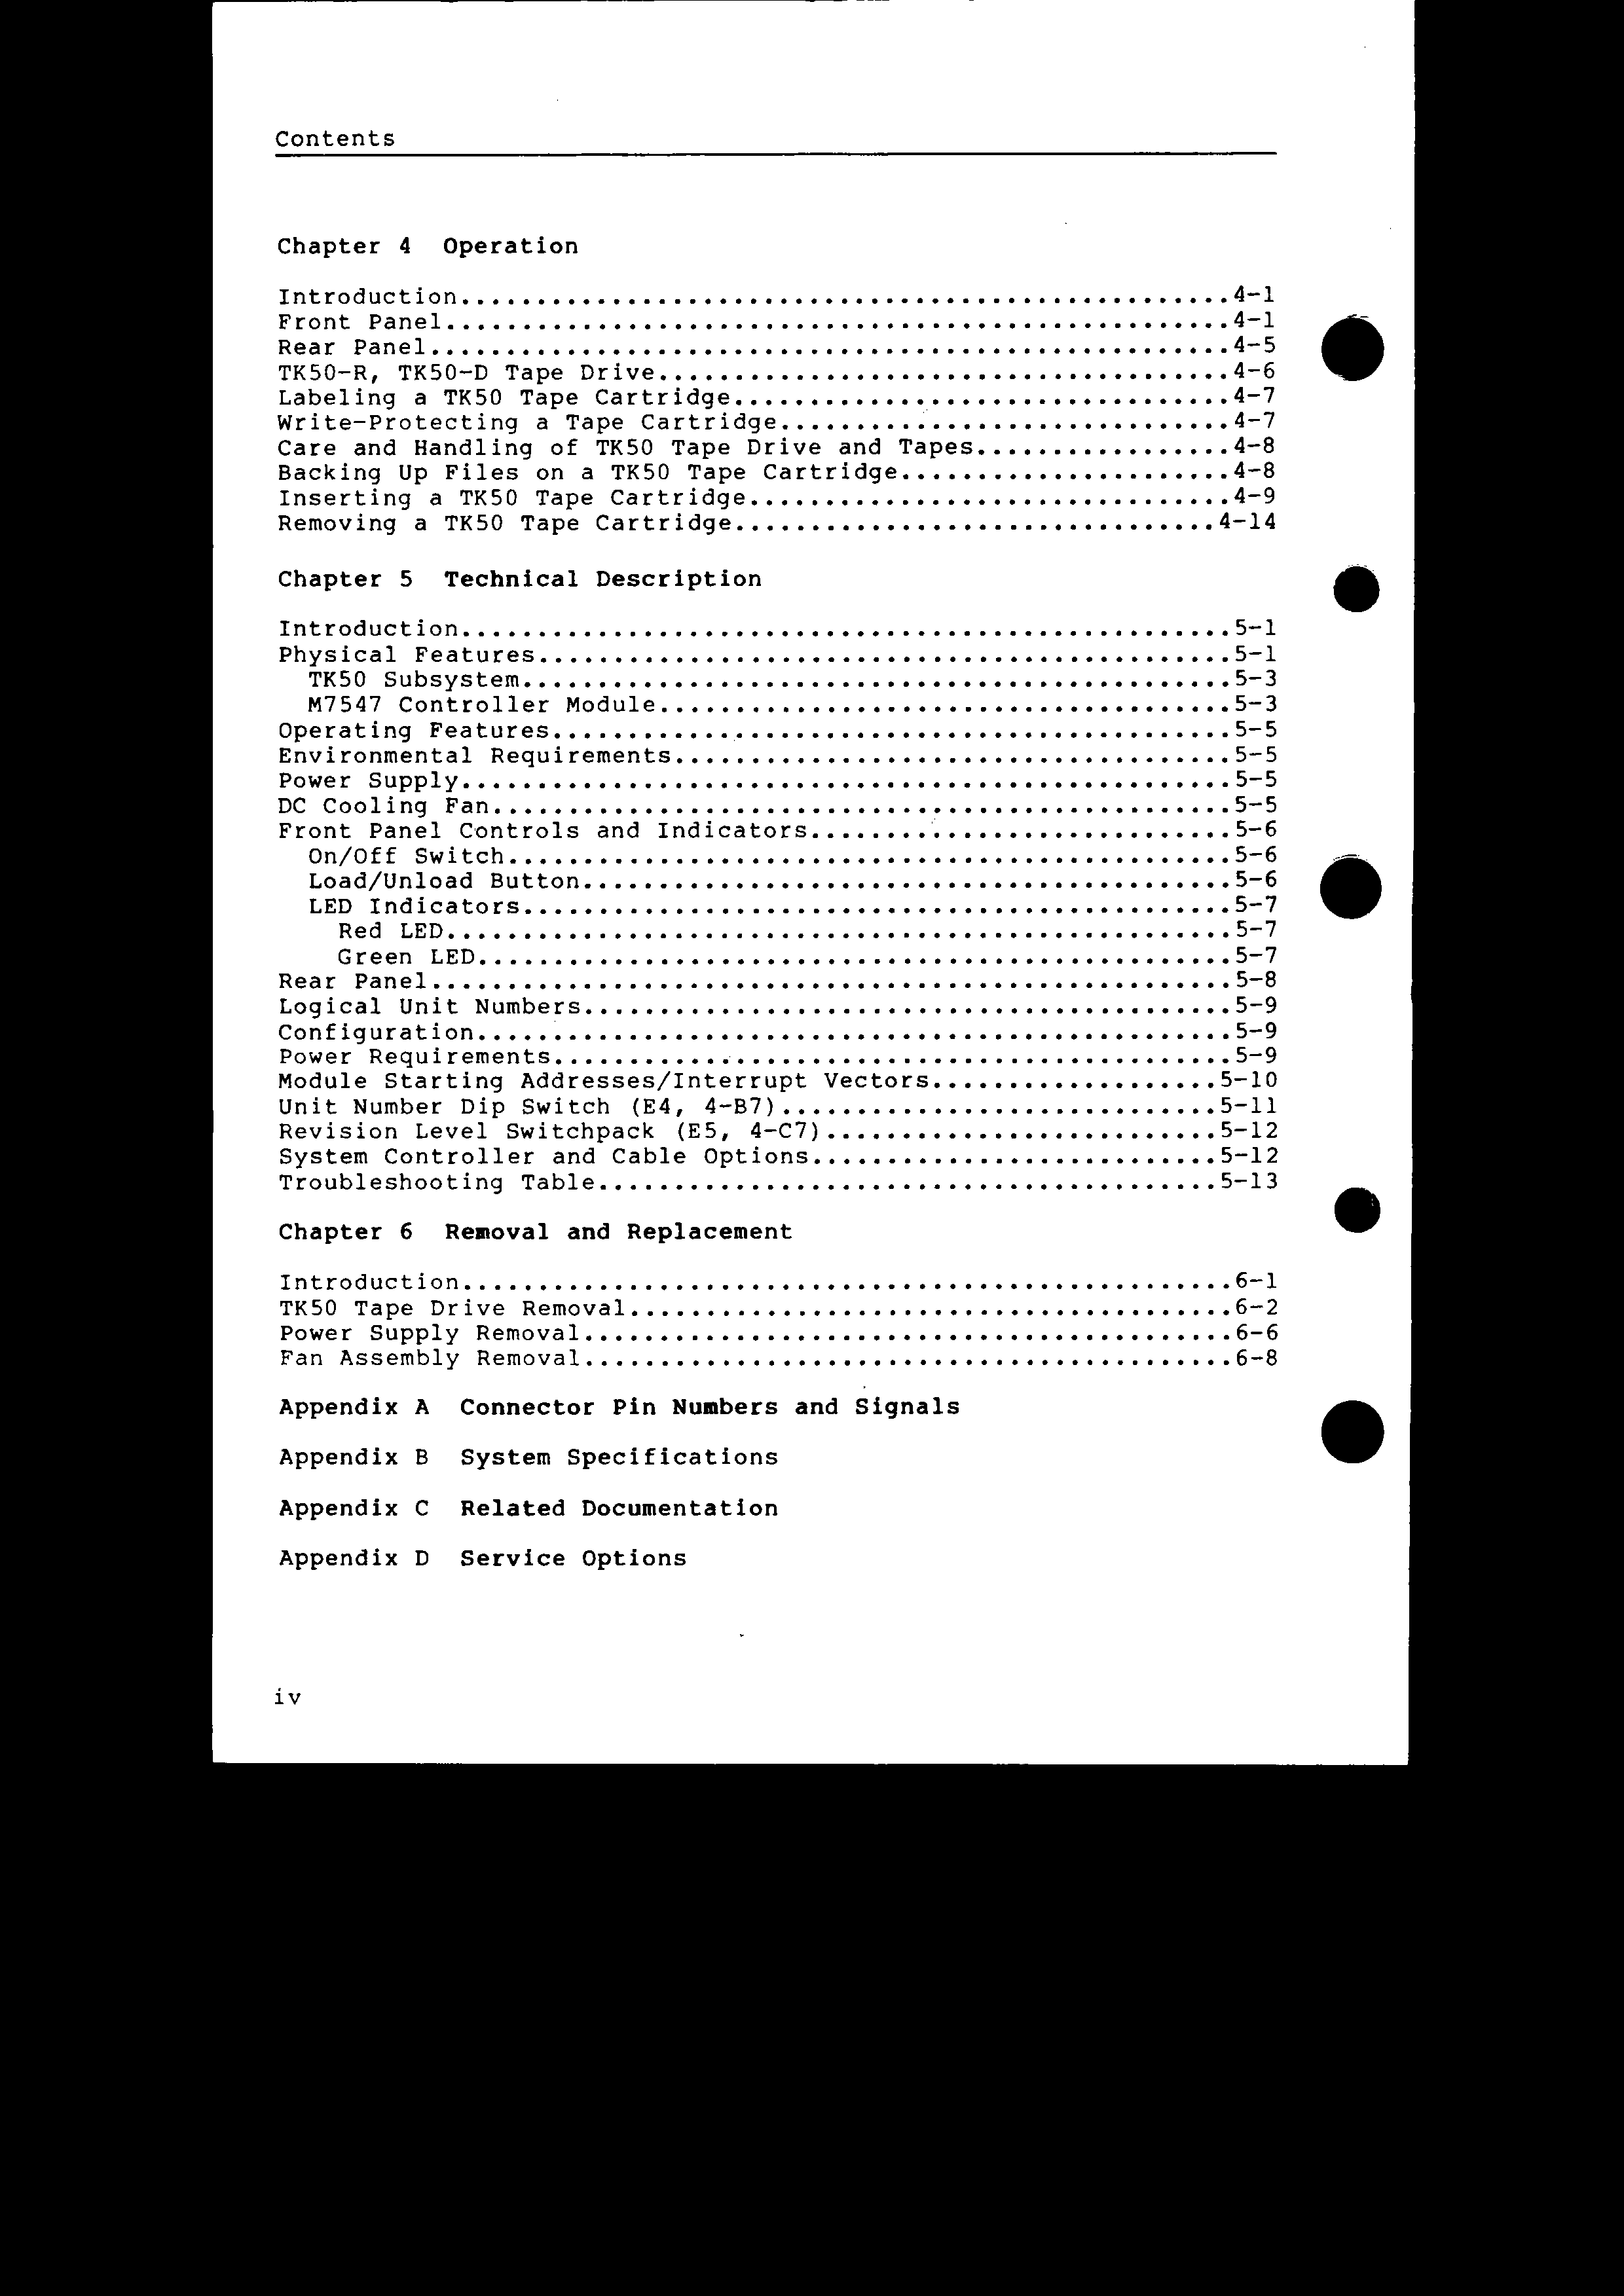 Contents
Chapter 4  Operation
Introduction...................................................4-1
Front Panel....................................................4-1
Rear Panel.....................................................4-5
TK50-R, TK50-D Tape Drive......................................4-6
Labeling a TK50 Tape Cartridge.................................4-7
Write-Protecting a Tape Cartridge..............................4-7
Care and Handling of TK50 Tape Drive and Tapes.................4-8
Backing Up Files on a TK50 Tape Cartridge......................4-8
Inserting a TK50 Tape Cartridge................................4-9
Removing a TK50 Tape Cartridge................................4-14
Chapter 5  Technical Description
Introduction...................................................5-1
Physical Features..............................................5-1
  TK50 Subsystem...............................................5-3
  M7547 Controller Module......................................5-3
Operating Features.............................................5-5
Environmental Requirements.....................................5-5
Power Supply...................................................5-5
DC Cooling Fan.................................................5-5
Front Panel Controls and Indicators............................5-6
  On/Off Switch................................................5-6
  Load/Unload Button...........................................5-6
  LED Indicators...............................................5-7
    Red LED....................................................5-7
    Green LED..................................................5-7
Rear Panel.....................................................5-8
Logical Unit Numbers...........................................5-9
Configuration..................................................5-9
Power Requirements.............................................5-9
Module Starting Addresses/Interrupt Vectors...................5-10
Unit Number Dip Switch (E4, 4-B7).............................5-11
Revision Level Switchpack (E5, 4-C7)..........................5-12
System Controller and Cable Options...........................5-12
Troubleshooting Table.........................................5-13
Chapter 6  Removal and Replacement
Introduction...................................................6-1
TK50 Tape Drive Removal........................................6-2
Power Supply Removal...........................................6-6
Fan Assembly Removal...........................................6-8
Appendix A  Connector Pin Numbers and Signals
Appendix B  System Specifications
Appendix C  Related Documentation
Appendix D  Service Options
iv